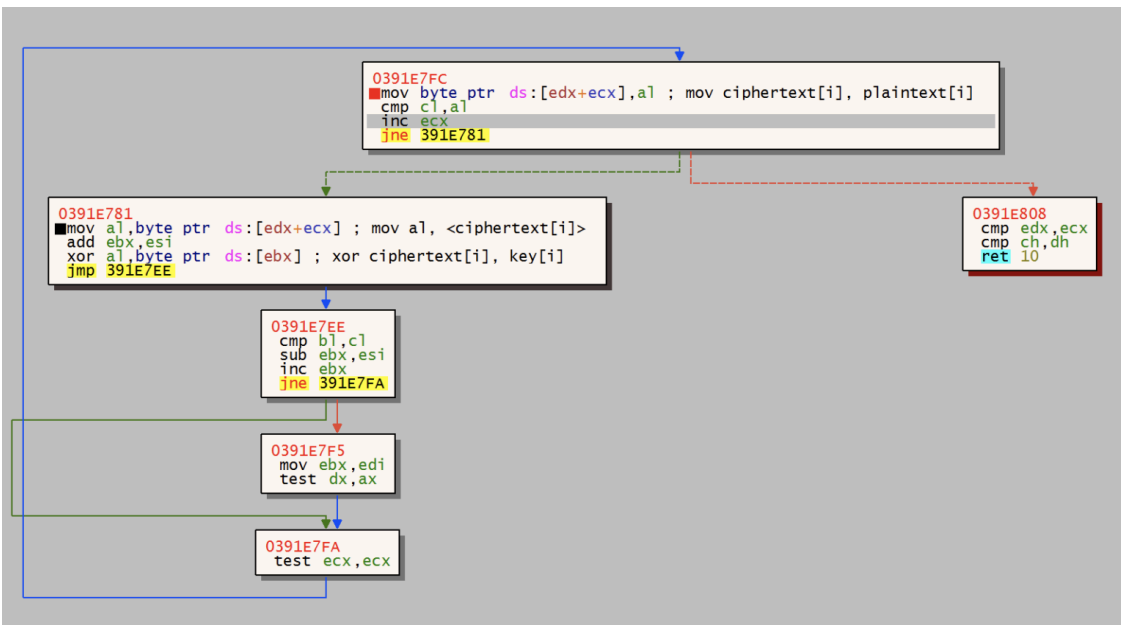 0391E7FC
mov byte ptr ds:[edx+ecx],al ; mov ciphertext[i], plaintext[i]
cmp cl,al
inc ecx
jne 391E781
0391E781
mov al,byte ptr ds:[edx+ecx] ; mov al, <ciphertext[i]>
add ebx,esi
xor al,byte ptr ds:[ebx] ; xor ciphertext[i], key[i]
jmp 391E7EE
0391E808
cmp edx,ecx
cmp ch,dh
ret 10
0391E7EE
cmp bl,cl
sub ebx,esi
inc ebx
jne 391E7FA
0391E7F5
mov ebx,edi
test dx,ax
0391E7FA
test ecx,ecx